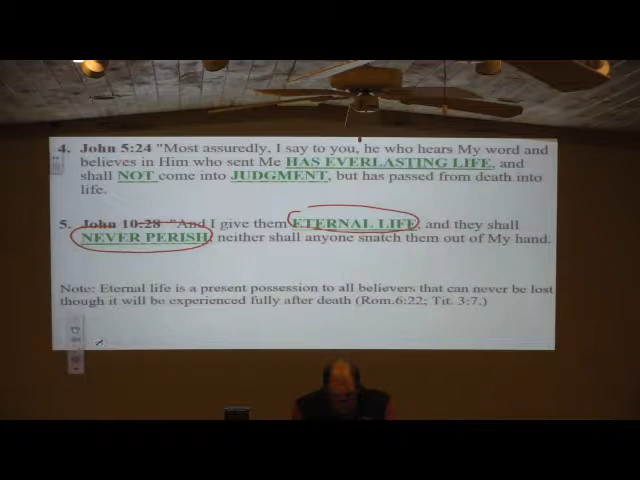 4. John 5:24 "Most assuredly, I say to you, he who hears My word and
believes in Him who sent Me HAS EVERLASTING LIFE, and
shall NOT come into JUDGMENT, but has passed from death into
life.
5. John 10:28 "And I give them ETERNAL LIFE, and they shall
NEVER PERISH, neither shall anyone snatch them out of My hand.
Note: Eternal life is a present possession to all believers that can never be lost
though it will be experienced fully after death (Rom.6:22; Tit. 3:7.)